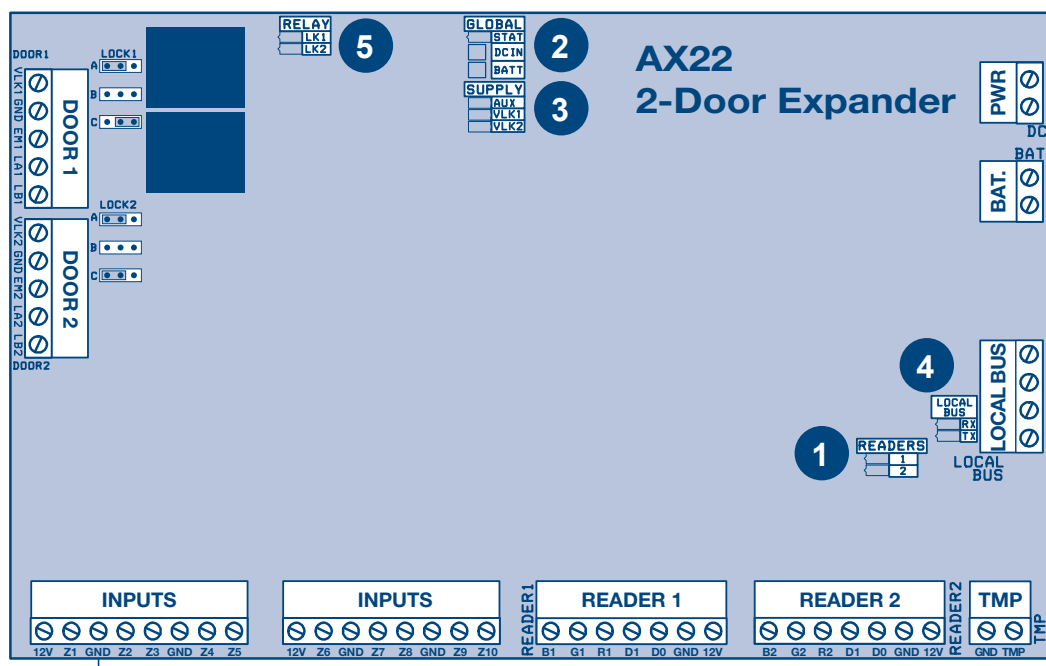 RELAY
LK1
LK2
5
GLOBAL
STAT
DCIN
BATT
2
SUPPLY
AUX
VLK1
VLK2
3
AX22
2-Door Expander
PWR
DC
BAT
BAT.
DOOR1
VLK1 GND EM1 LA1 LB1
DOOR 1
LOCK1
A
B
C
LOCK2
A
B
C
VLK2 GND EM2 LA2 LB2
DOOR 2
DOOR2
4
LOCAL
BUS
RX
TX
LOCAL BUS
LOCAL
BUS
1
READERS
1
2
INPUTS
12V Z1 GND Z2 Z3 GND Z4 Z5
INPUTS
12V Z6 GND Z7 Z8 GND Z9 Z10
READER1
READER 1
B1 G1 R1 D1 D0 GND 12V
READER 2
B2 G2 R2 D1 D0 GND 12V
READER2
TMP
GND TMP
TMP